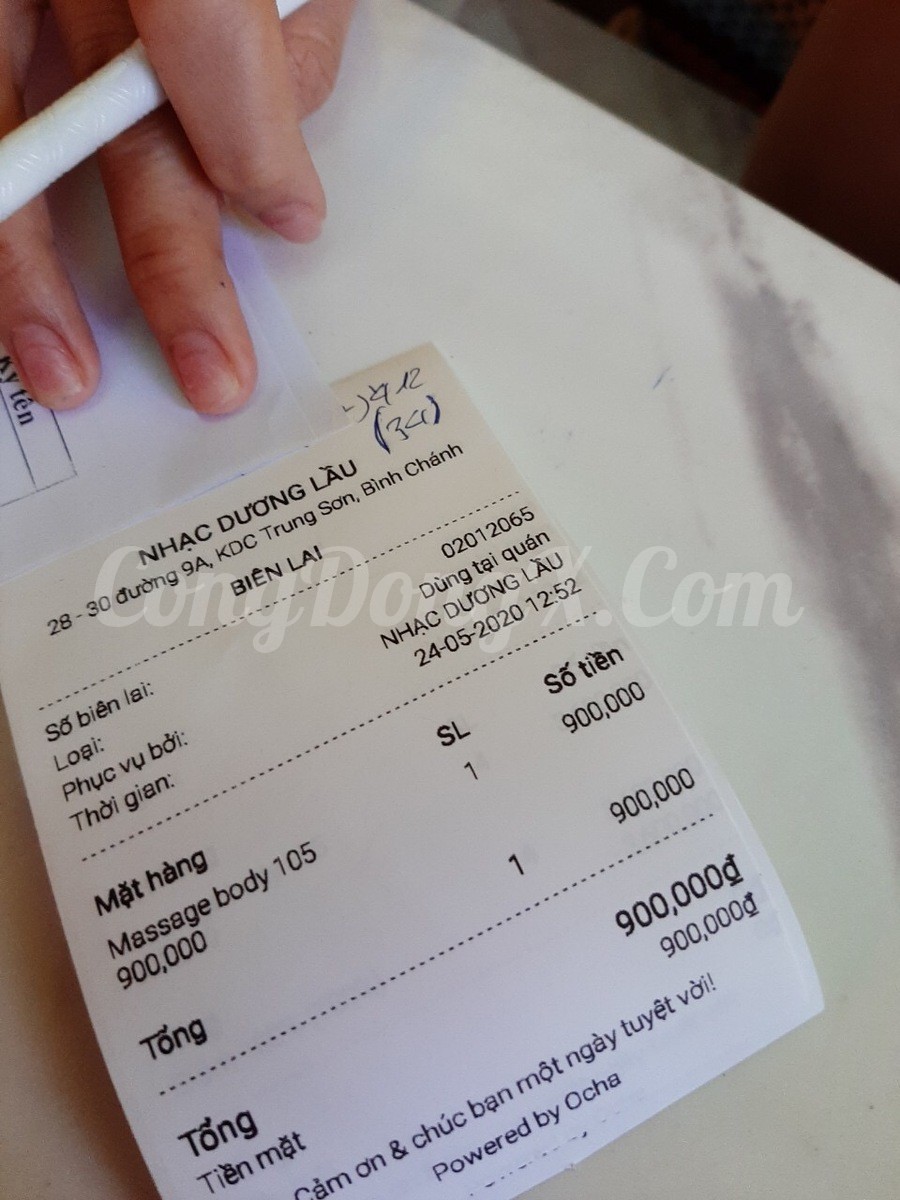 Ký tên
12
(34)
NHẠC DƯƠNG LẦU
28 - 30 đường 9A, KDC Trung Sơn, Bình Chánh
BIÊN LAI
Số biên lai: 02012065
Loại: Dùng tại quán
Phục vụ bởi: NHẠC DƯƠNG LẦU
Thời gian: 24-05-2020 12:52
Mặt hàng SL Số tiền
Massage body 105 1 900,000
900,000
Tổng 1 900,000
Tổng 900,000₫
Tiền mặt 900,000₫
Cảm ơn & chúc bạn một ngày tuyệt vời!
Powered by Ocha
CongDongX.Com